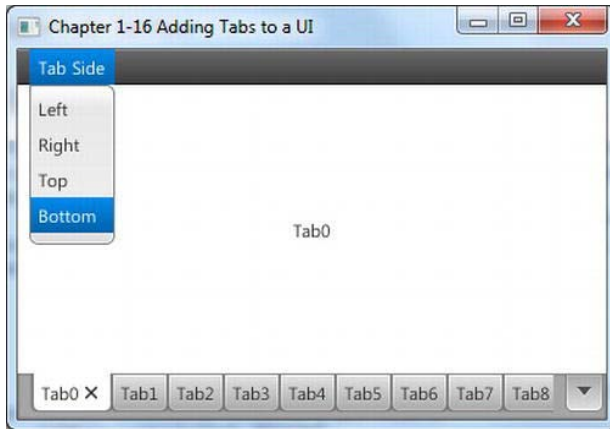 Chapter 1-16 Adding Tabs to a UI
Tab Side
Left
Right
Top
Bottom
Tab0
Tab0 Tab1 Tab2 Tab3 Tab4 Tab5 Tab6 Tab7 Tab8